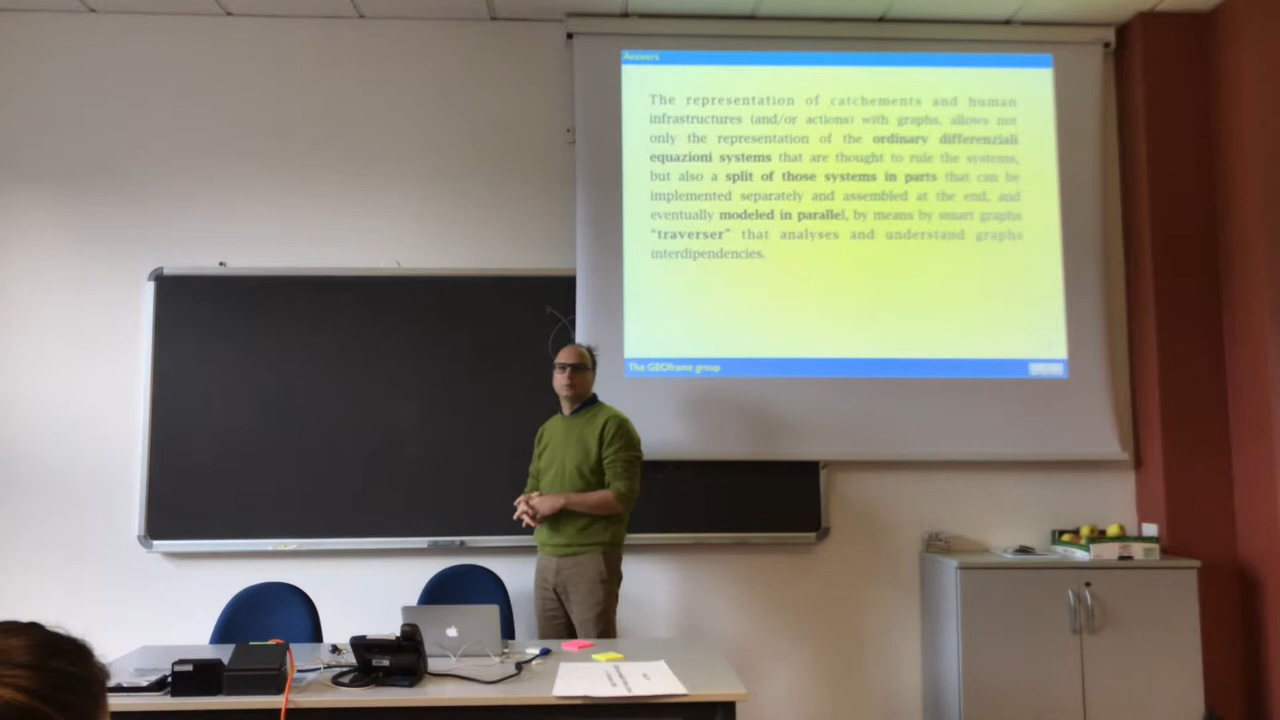 Answers
The representation of catchements and human
infrastructures (and/or actions) with graphs, allows not
only the representation of the ordinary differenziali
equazioni systems that are thought to rule the systems,
but also a split of those systems in parts that can be
implemented separately and assembled at the end, and
eventually modeled in parallel, by means by smart graphs
"traverser" that analyses and understand graphs
interdipendencies.
The GEOframe group